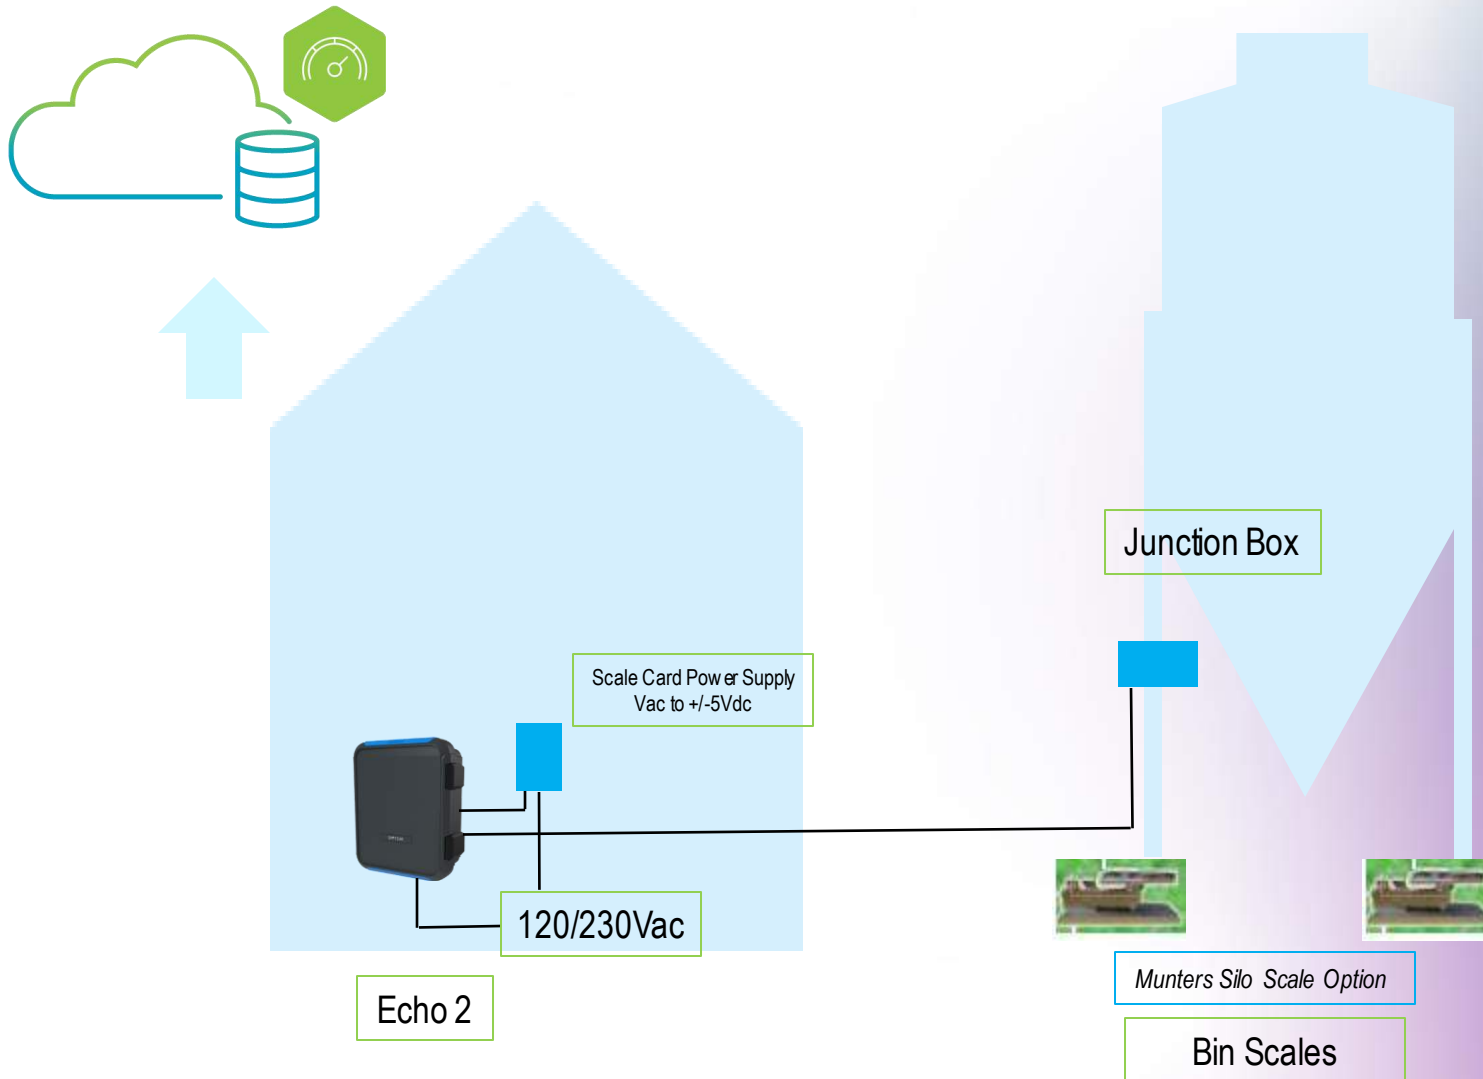 Junction Box
Scale Card Power Supply
Vac to +/-5Vdc
120/230Vac
Echo 2
Munters Silo Scale Option
Bin Scales